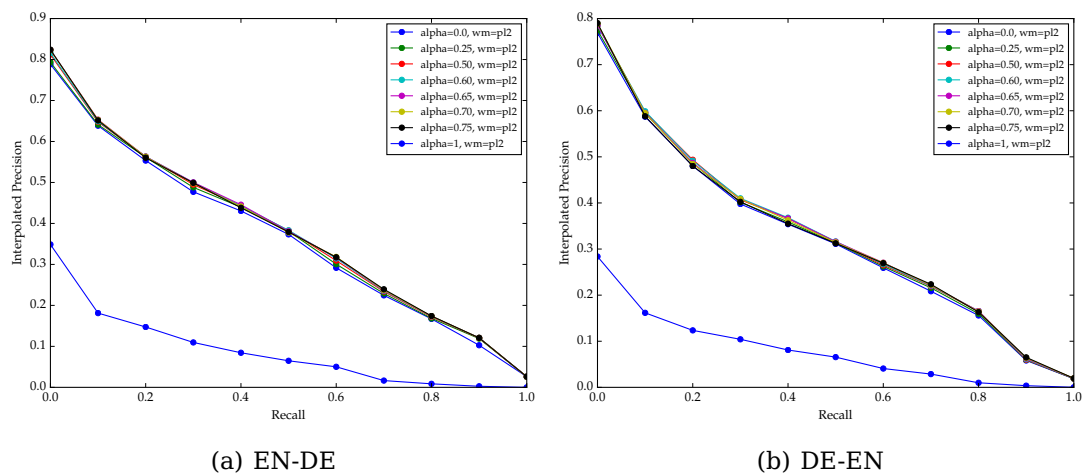 0.9
0.8
0.7
0.6
0.5
0.4
0.3
0.2
0.1
0.0
Interpolated Precision
0.0 0.2 0.4 0.6 0.8 1.0
Recall
alpha=0.0, wm=pl2
alpha=0.25, wm=pl2
alpha=0.50, wm=pl2
alpha=0.60, wm=pl2
alpha=0.65, wm=pl2
alpha=0.70, wm=pl2
alpha=0.75, wm=pl2
alpha=1, wm=pl2
(a) EN-DE
0.8
0.7
0.6
0.5
0.4
0.3
0.2
0.1
0.0
Interpolated Precision
0.0 0.2 0.4 0.6 0.8 1.0
Recall
alpha=0.0, wm=pl2
alpha=0.25, wm=pl2
alpha=0.50, wm=pl2
alpha=0.60, wm=pl2
alpha=0.65, wm=pl2
alpha=0.70, wm=pl2
alpha=0.75, wm=pl2
alpha=1, wm=pl2
(b) DE-EN